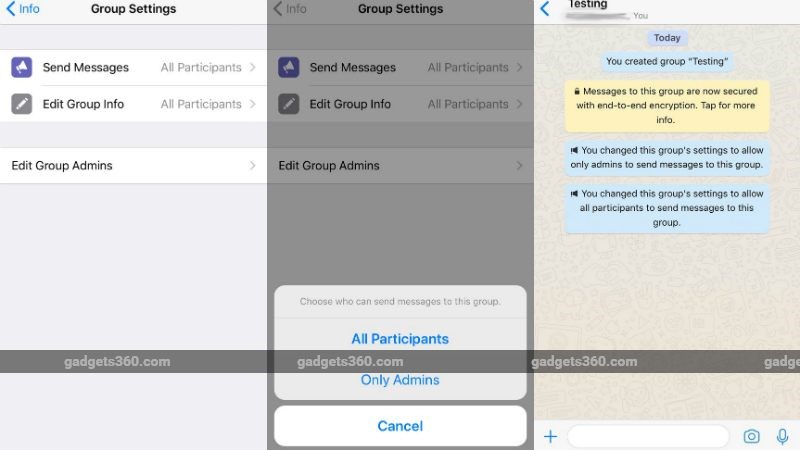 Info
Group Settings
Send Messages
All Participants
Edit Group Info
All Participants
Edit Group Admins
gadgets360.com
Info
Group Settings
Send Messages
All Participants
Edit Group Info
All Participants
Edit Group Admins
Choose who can send messages to this group.
All Participants
gadgets360.com
Only Admins
Cancel
Testing
You
Today
You created group “Testing”
Messages to this group are now secured
with end-to-end encryption. Tap for more
info.
You changed this group's settings to allow
only admins to send messages to this group.
You changed this group's settings to allow
all participants to send messages to this
group.
gadgets360.com
gadge